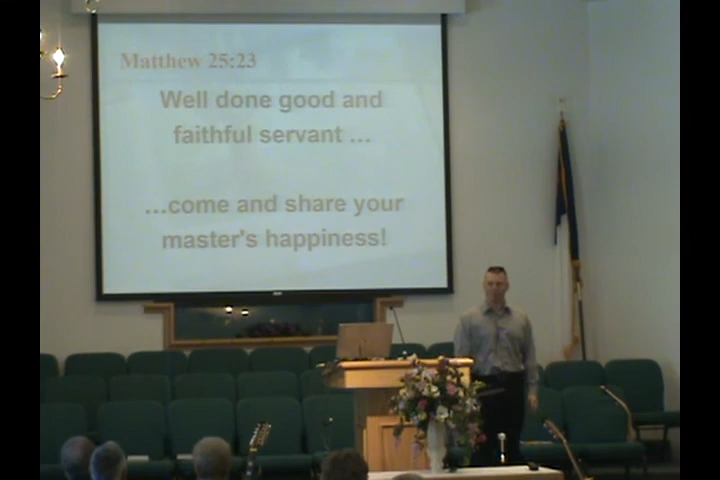 Matthew 25:23
Well done good and
faithful servant ...
...come and share your
master's happiness!